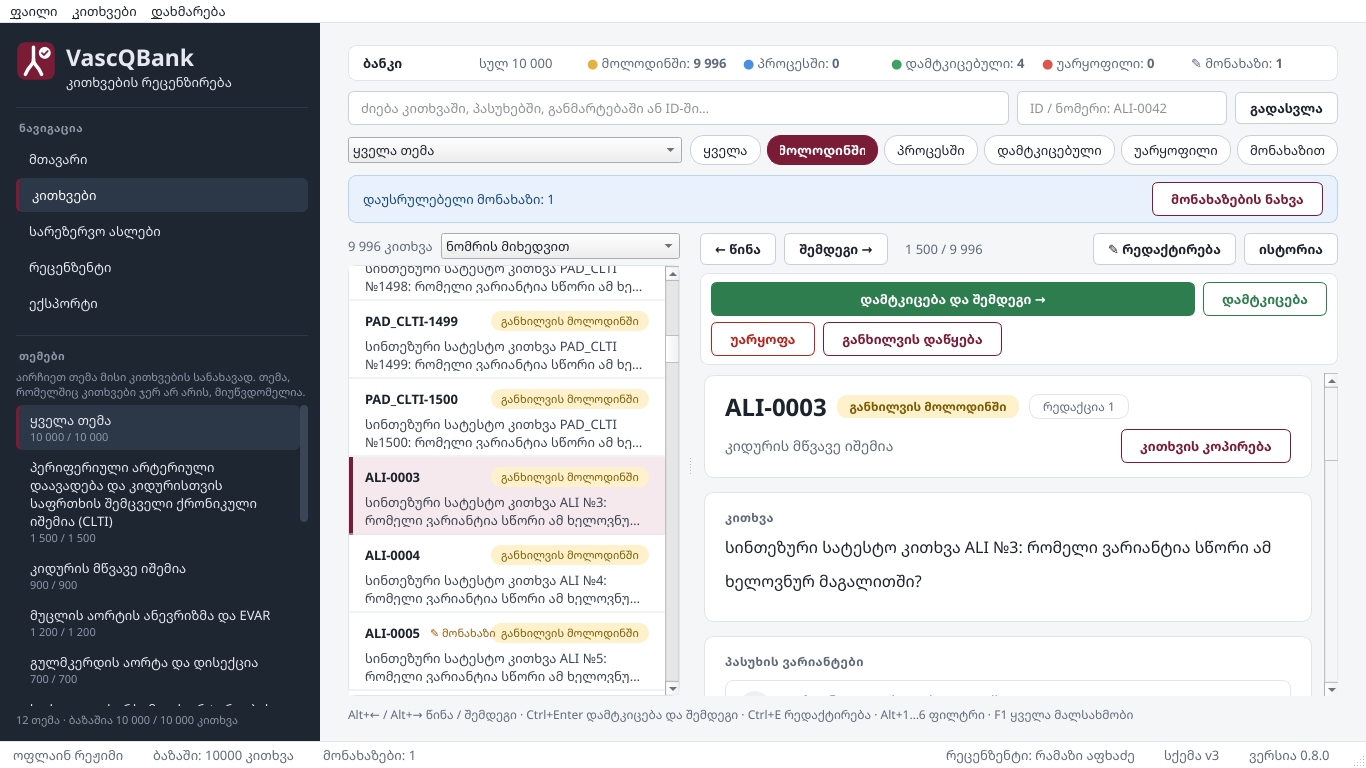 ფაილი კითხვები დახმარება
VascQBank
კითხვების რეცენზირება
ნავიგაცია
მთავარი
კითხვები
სარეზერვო ასლები
რეცენზენტი
ექსპორტი
თემები
აირჩიეთ თემა მისი კითხვების სანახავად. თემა,
რომელშიც კითხვები ჯერ არ არის, მიუწვდომელია.
ყველა თემა
10 000 / 10 000
პერიფერიული არტერიული
დაავადება და კიდურისთვის
საფრთხის შემცველი ქრონიკული
იშემია (CLTI)
1 500 / 1 500
კიდურის მწვავე იშემია
900 / 900
მუცლის აორტის ანევრიზმა და EVAR
1 200 / 1 200
გულმკერდის აორტა და დისექცია
700 / 700
12 თემა · ბაზაშია 10 000 / 10 000 კითხვა
ბანკი სულ 10 000 მოლოდინში: 9 996 პროცესში: 0 დამტკიცებული: 4 უარყოფილი: 0 ✎ მონახაზი: 1
ძიება კითხვაში, პასუხებში, განმარტებაში ან ID-ში... ID / ნომერი: ALI-0042 გადასვლა
ყველა თემა ყველა მოლოდინში პროცესში დამტკიცებული უარყოფილი მონახაზით
დაუსრულებელი მონახაზი: 1 მონახაზების ნახვა
9 996 კითხვა ნომრის მიხედვით
სინთეზური სატესტო კითხვა PAD_CLTI
№1498: რომელი ვარიანტია სწორი ამ ხე...
PAD_CLTI-1499 განხილვის მოლოდინში
სინთეზური სატესტო კითხვა PAD_CLTI
№1499: რომელი ვარიანტია სწორი ამ ხე...
PAD_CLTI-1500 განხილვის მოლოდინში
სინთეზური სატესტო კითხვა PAD_CLTI
№1500: რომელი ვარიანტია სწორი ამ ხე...
ALI-0003 განხილვის მოლოდინში
სინთეზური სატესტო კითხვა ALI №3:
რომელი ვარიანტია სწორი ამ ხელოვნუ...
ALI-0004 განხილვის მოლოდინში
სინთეზური სატესტო კითხვა ALI №4:
რომელი ვარიანტია სწორი ამ ხელოვნუ...
ALI-0005 ✎ მონახაზი განხილვის მოლოდინში
სინთეზური სატესტო კითხვა ALI №5:
რომელი ვარიანტია სწორი ამ ხელოვნუ...
← წინა შემდეგი → 1 500 / 9 996 ✎ რედაქტირება ისტორია
დამტკიცება და შემდეგი → დამტკიცება
უარყოფა განხილვის დაწყება
ALI-0003 განხილვის მოლოდინში რედაქცია 1
კიდურის მწვავე იშემია კითხვის კოპირება
კითხვა
სინთეზური სატესტო კითხვა ALI №3: რომელი ვარიანტია სწორი ამ
ხელოვნურ მაგალითში?
პასუხის ვარიანტები
Alt+← / Alt+→ წინა / შემდეგი · Ctrl+Enter დამტკიცება და შემდეგი · Ctrl+E რედაქტირება · Alt+1...6 ფილტრი · F1 ყველა მალსახმობი
ოფლაინ რეჟიმი ბაზაში: 10000 კითხვა მონახაზები: 1 რეცენზენტი: რამაზი აფხაძე სქემა v3 ვერსია 0.8.0